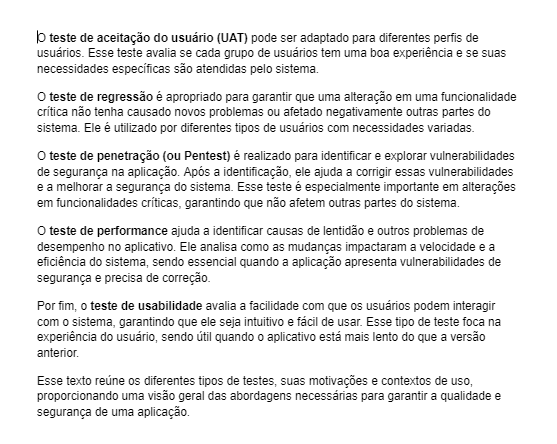 O teste de aceitação do usuário (UAT) pode ser adaptado para diferentes perfis de
usuários. Esse teste avalia se cada grupo de usuários tem uma boa experiência e se suas
necessidades específicas são atendidas pelo sistema.
O teste de regressão é apropriado para garantir que uma alteração em uma funcionalidade
crítica não tenha causado novos problemas ou afetado negativamente outras partes do
sistema. Ele é utilizado por diferentes tipos de usuários com necessidades variadas.
O teste de penetração (ou Pentest) é realizado para identificar e explorar vulnerabilidades
de segurança na aplicação. Após a identificação, ele ajuda a corrigir essas vulnerabilidades
e a melhorar a segurança do sistema. Esse teste é especialmente importante em alterações
em funcionalidades críticas, garantindo que não afetem outras partes do sistema.
O teste de performance ajuda a identificar causas de lentidão e outros problemas de
desempenho no aplicativo. Ele analisa como as mudanças impactaram a velocidade e a
eficiência do sistema, sendo essencial quando a aplicação apresenta vulnerabilidades de
segurança e precisa de correção.
Por fim, o teste de usabilidade avalia a facilidade com que os usuários podem interagir
com o sistema, garantindo que ele seja intuitivo e fácil de usar. Esse tipo de teste foca na
experiência do usuário, sendo útil quando o aplicativo está mais lento do que a versão
anterior.
Esse texto reúne os diferentes tipos de testes, suas motivações e contextos de uso,
proporcionando uma visão geral das abordagens necessárias para garantir a qualidade e
segurança de uma aplicação.